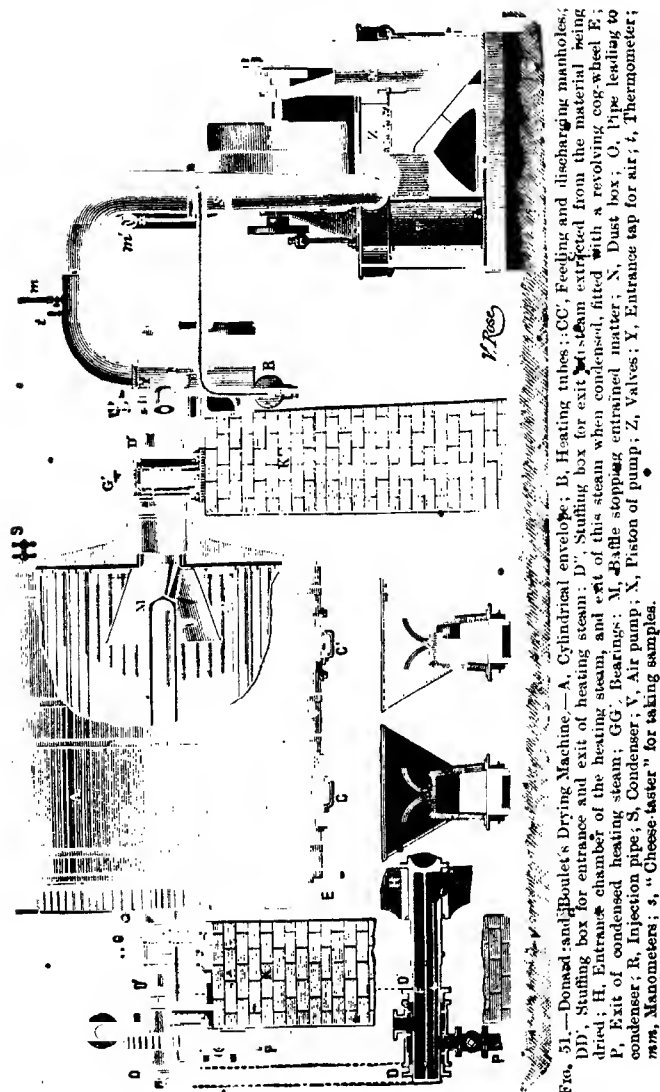 FIG. 51.—Donard and Boulet's Drying Machine.—A, Cylindrical envelope; B, Heating tubes; CC', Feeding and discharging manholes;
DD', Stuffing box for entrance and exit of heating steam; D'', Stuffing box for exit of steam extracted from the material being
dried; H, Entrance chamber of the heating steam, and exit of this steam when condensed, fitted with a revolving cog-wheel E;
P, Exit of condensed heating steam; GG' Bearings; M, Baffle stopping entrained matter; N, Dust box; O, Pipe leading to
condenser; R, Injection pipe; S, Condenser; V, Air pump; X, Piston of pump; Z, Valves; Y, Entrance tap for air; t, Thermometer;
mm, Manometers; s, "Cheese-taster" for taking samples.
A
M
S
G'
D''
K'
O
R
m
t
m
Z
V. Rose
D
D'
G
K
E
C
C'
H
D
O
P